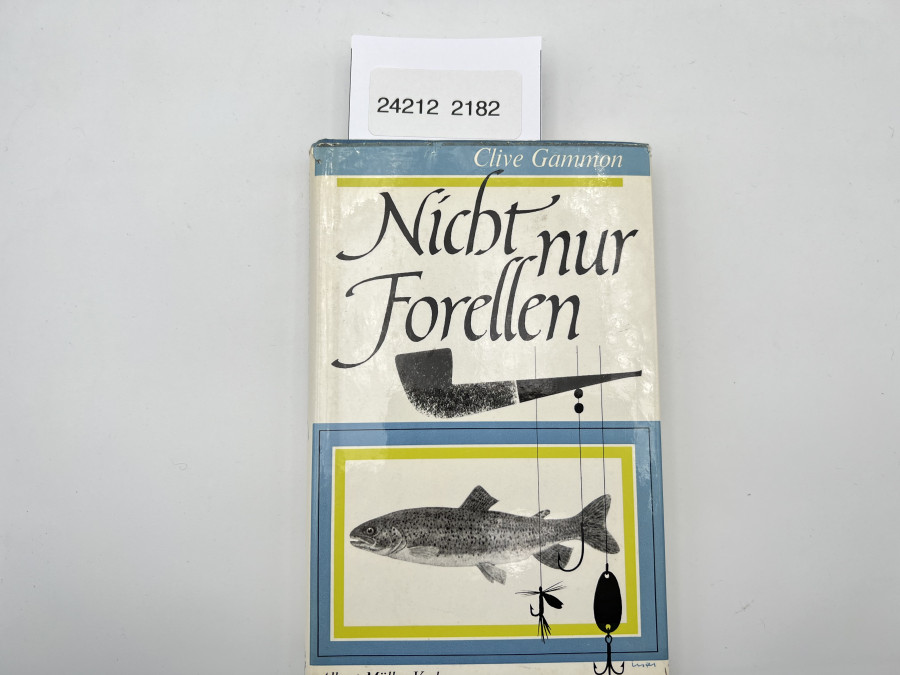 24212 2182
Clive Gammon
Nicht nur
Forellen